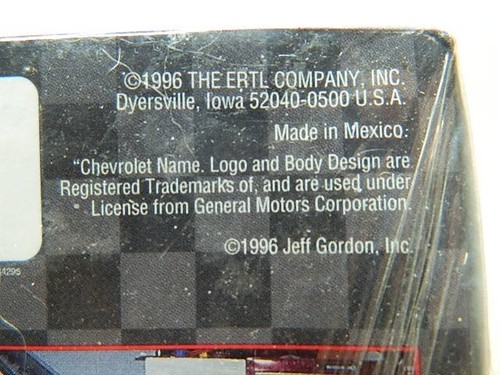 ©1996 THE ERTL COMPANY, INC.
Dyersville, Iowa 52040-0500 U.S.A.
Made in Mexico.
"Chevrolet Name. Logo and Body Design are
Registered Trademarks of, and are used under
License from General Motors Corporation.
©1996 Jeff Gordon, Inc.
4295